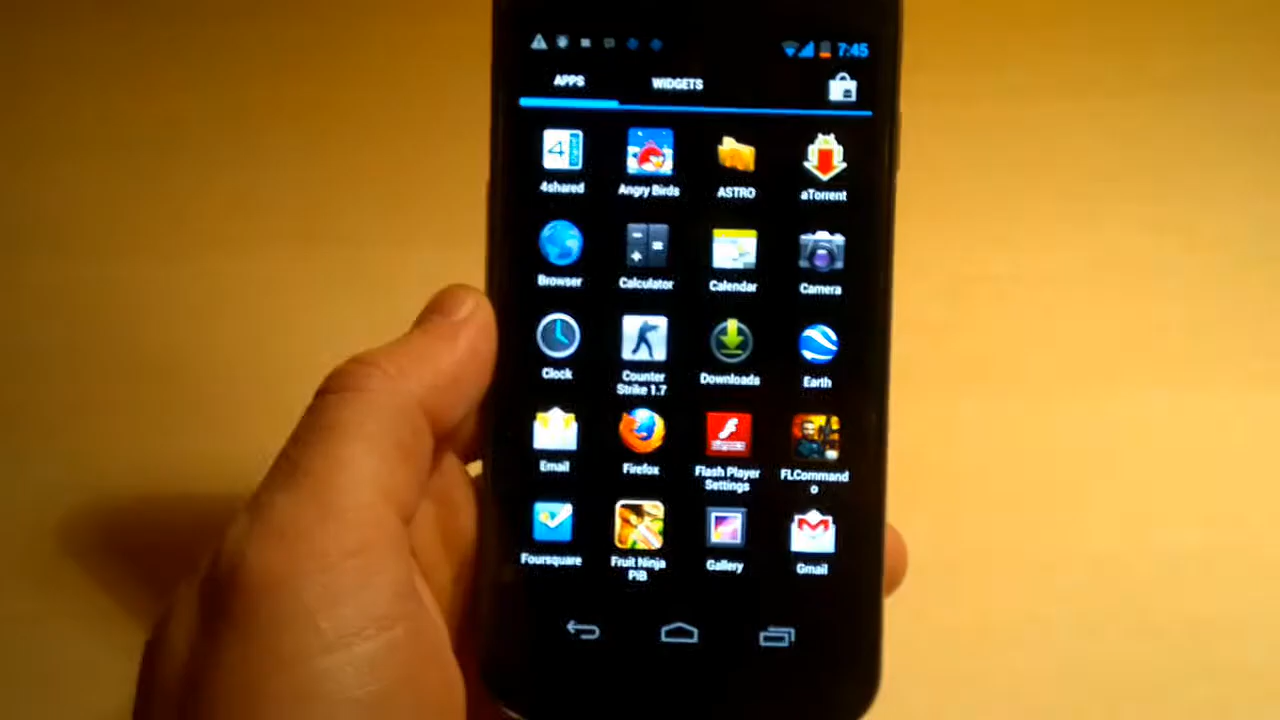 7:45
APPS WIDGETS
4shared Angry Birds ASTRO aTorrent
Browser Calculator Calendar Camera
Clock Counter Strike 1.7 Downloads Earth
Email Firefox Flash Player Settings FLCommando
Foursquare Fruit Ninja PiB Gallery Gmail